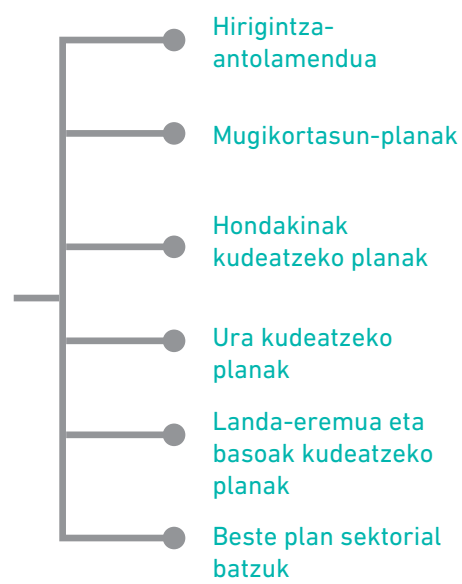 Hirigintza-
antolamendua
Mugikortasun-planak
Hondakinak
kudeatzeko planak
Ura kudeatzeko
planak
Landa-eremua eta
basoak kudeatzeko
planak
Beste plan sektorial
batzuk